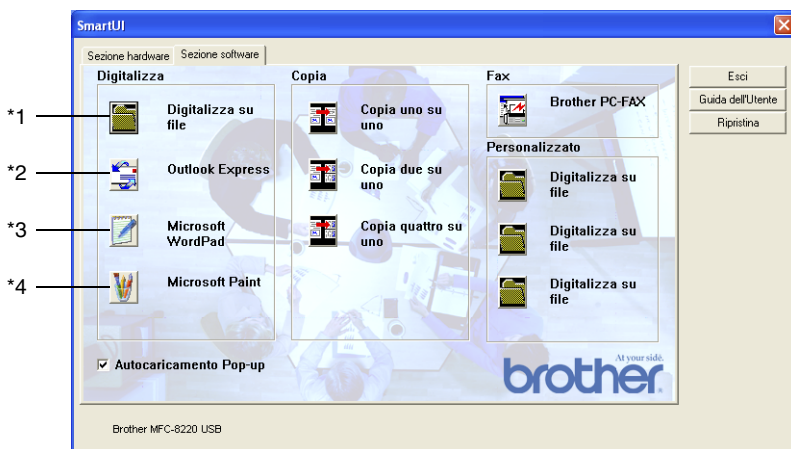 SmartUI
Sezione hardware
Sezione software
Digitalizza
*1
Digitalizza su
file
*2
Outlook Express
*3
Microsoft
WordPad
*4
Microsoft Paint
Copia
Copia uno su
uno
Copia due su
uno
Copia quattro su
uno
Fax
Brother PC-FAX
Personalizzato
Digitalizza su
file
Digitalizza su
file
Digitalizza su
file
Esci
Guida dell'Utente
Ripristina
Autocaricamento Pop-up
At your side.
brother
Brother MFC-8220 USB